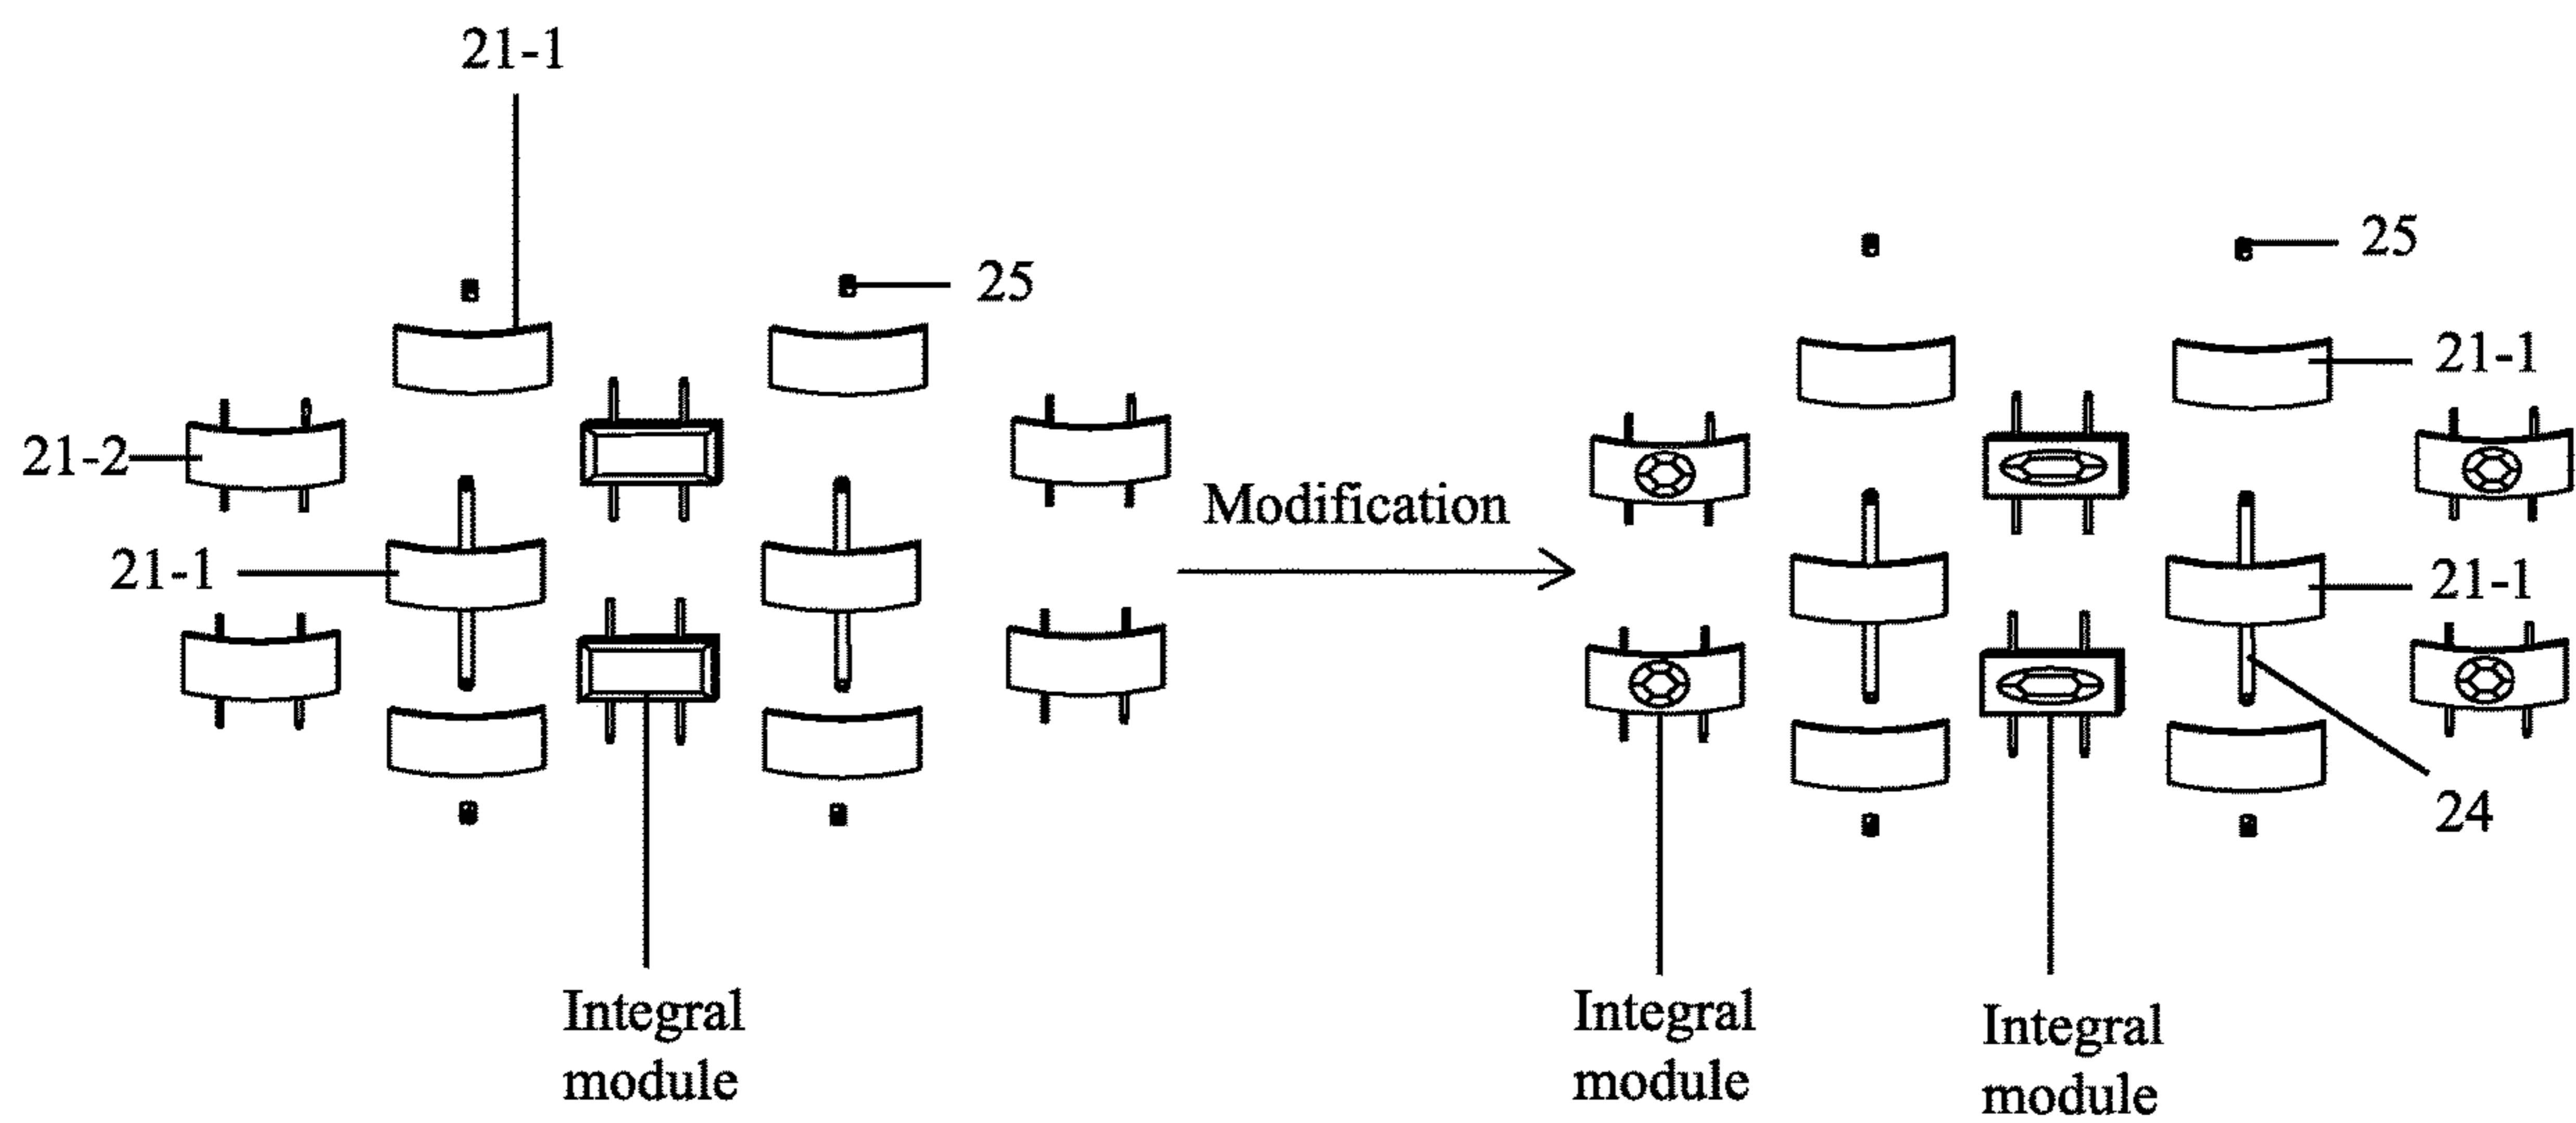 21-1
25
21-2
21-1
Integral
module
Modification
25
21-1
21-1
24
Integral
module
Integral
module